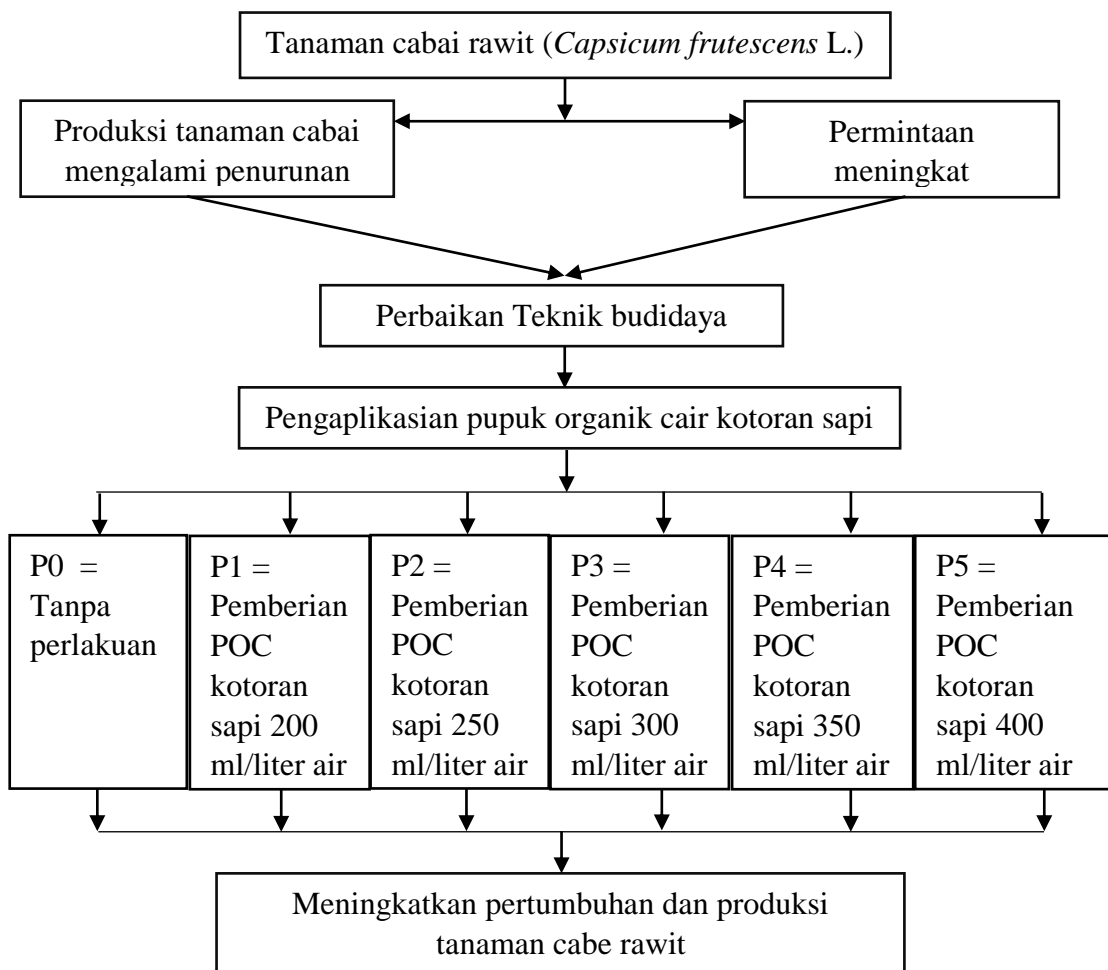 Tanaman cabai rawit (Capsicum frutescens L.)
Produksi tanaman cabai
mengalami penurunan
Permintaan
meningkat
Perbaikan Teknik budidaya
Pengaplikasian pupuk organik cair kotoran sapi
P0  =
Tanpa
perlakuan
P1 =
Pemberian
POC
kotoran
sapi 200
ml/liter air
P2 =
Pemberian
POC
kotoran
sapi 250
ml/liter air
P3 =
Pemberian
POC
kotoran
sapi 300
ml/liter air
P4 =
Pemberian
POC
kotoran
sapi 350
ml/liter air
P5 =
Pemberian
POC
kotoran
sapi 400
ml/liter air
Meningkatkan pertumbuhan dan produksi
tanaman cabe rawit